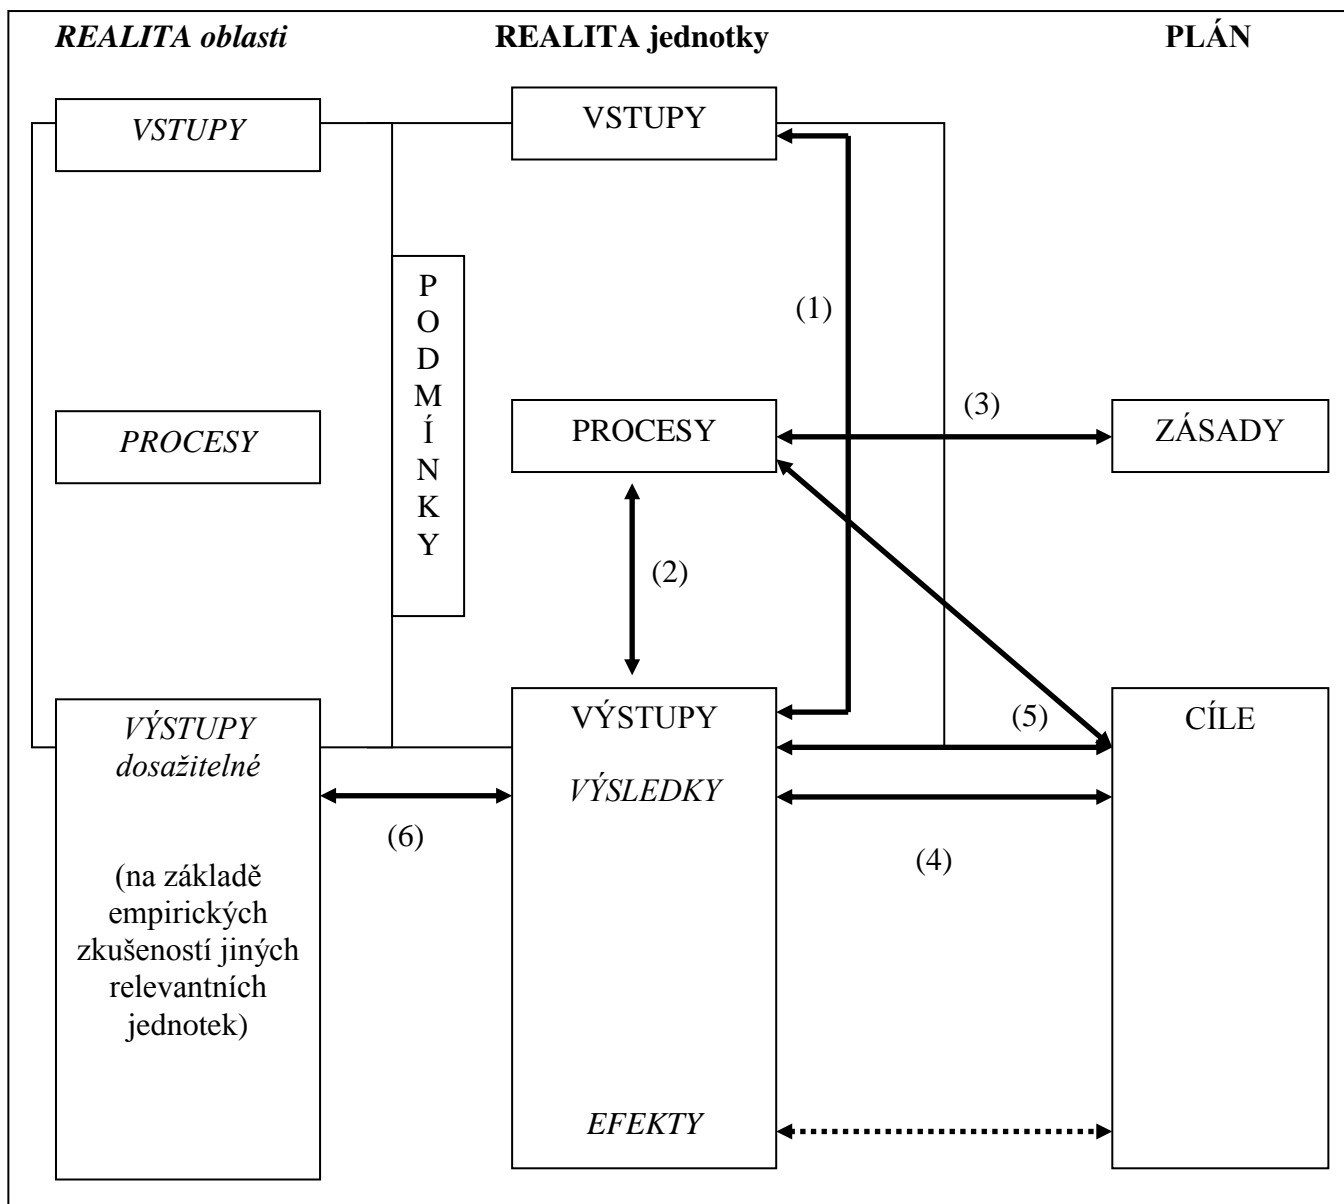 REALITA oblasti
REALITA jednotky
PLÁN
VSTUPY
VSTUPY
P
O
D
M
Í
N
K
Y
(1)
PROCESY
PROCESY
(3)
ZÁSADY
(2)
VÝSTUPY
dosažitelné
(na základě
empirických
zkušeností jiných
relevantních
jednotek)
VÝSTUPY
VÝSLEDKY
EFEKTY
(5)
CÍLE
(6)
(4)